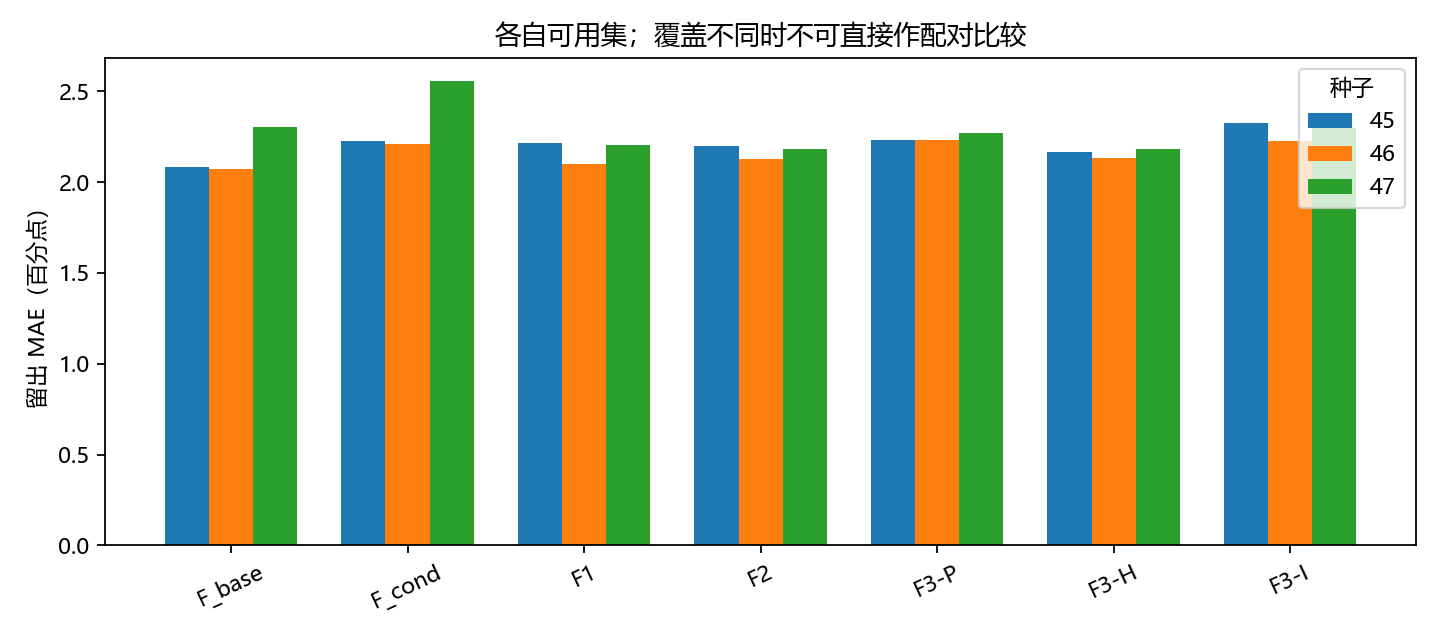 各自可用集；覆盖不同时不可直接作配对比较
种子
45
46
47
留出 MAE（百分点）
2.5
2.0
1.5
1.0
0.5
0.0
F_base
F_cond
F1
F2
F3-P
F3-H
F3-I